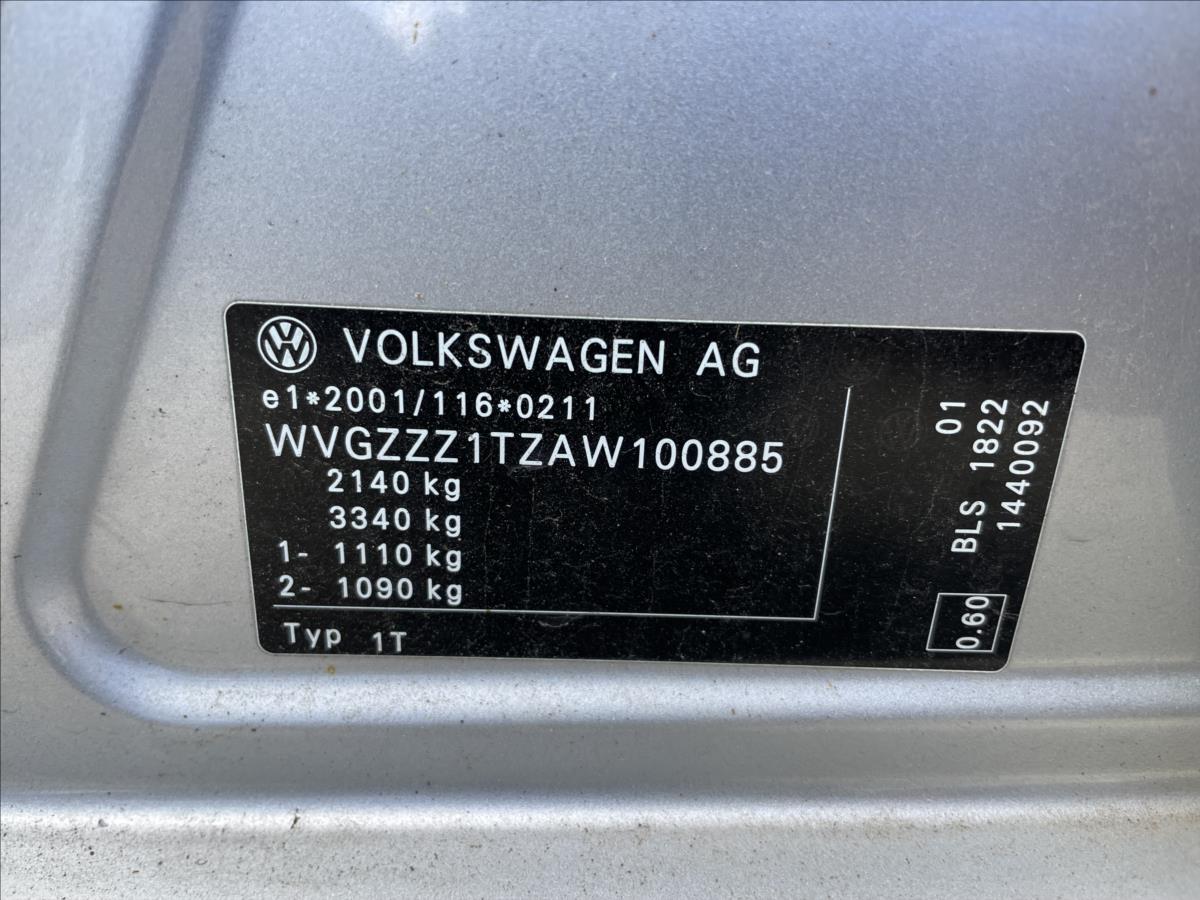 VOLKSWAGEN AG
e1*2001/116*0211
WVGZZZ1TZAW100885
2140 kg
3340 kg
1- 1110 kg
2- 1090 kg
Typ 1T
01
BLS 1822
1440092
0.60